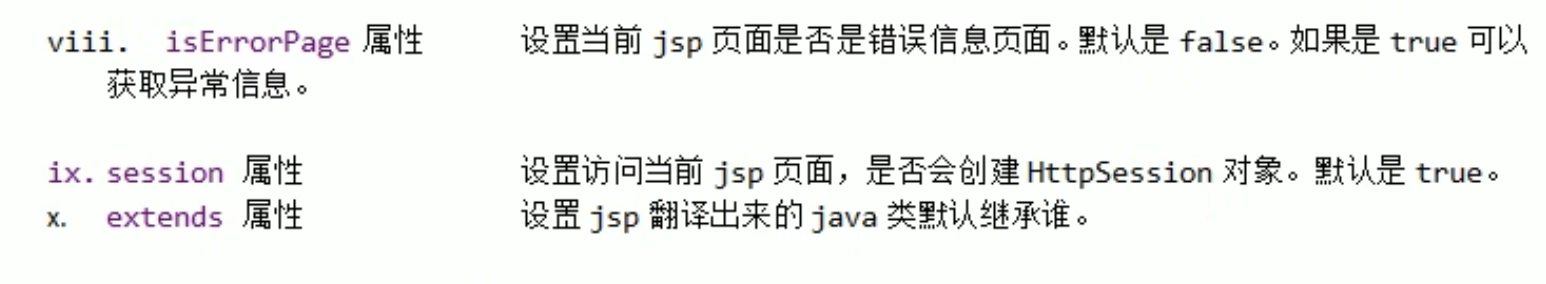 viii. isErrorPage 属性 设置当前 jsp 页面是否是错误信息页面。默认是 false。如果是 true 可以
获取异常信息。
ix. session 属性 设置访问当前 jsp 页面，是否会创建 HttpSession 对象。默认是 true。
x. extends 属性 设置 jsp 翻译出来的 java 类默认继承谁。